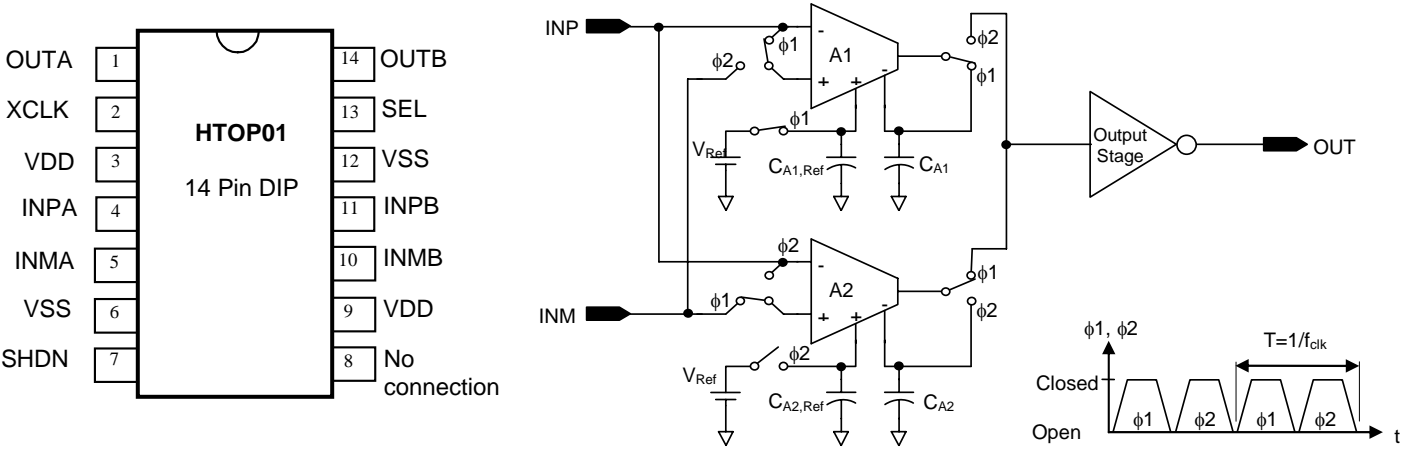 OUTA 1 14 OUTB
XCLK 2 13 SEL
HTOP01
VDD 3 12 VSS
14 Pin DIP
INPA 4 11 INPB
INMA 5 10 INMB
VSS 6 9 VDD
SHDN 7 8 No
connection
INP
ϕ1
ϕ2
-
+
A1
+
-
ϕ2
ϕ1
ϕ1
VRef
CA1,Ref
CA1
Output
Stage
OUT
INM
ϕ2
ϕ1
-
+
A2
+
-
ϕ1
ϕ2
ϕ2
VRef
CA2,Ref
CA2
ϕ1, ϕ2
T=1/fclk
Closed
Open
ϕ1 ϕ2 ϕ1 ϕ2
t